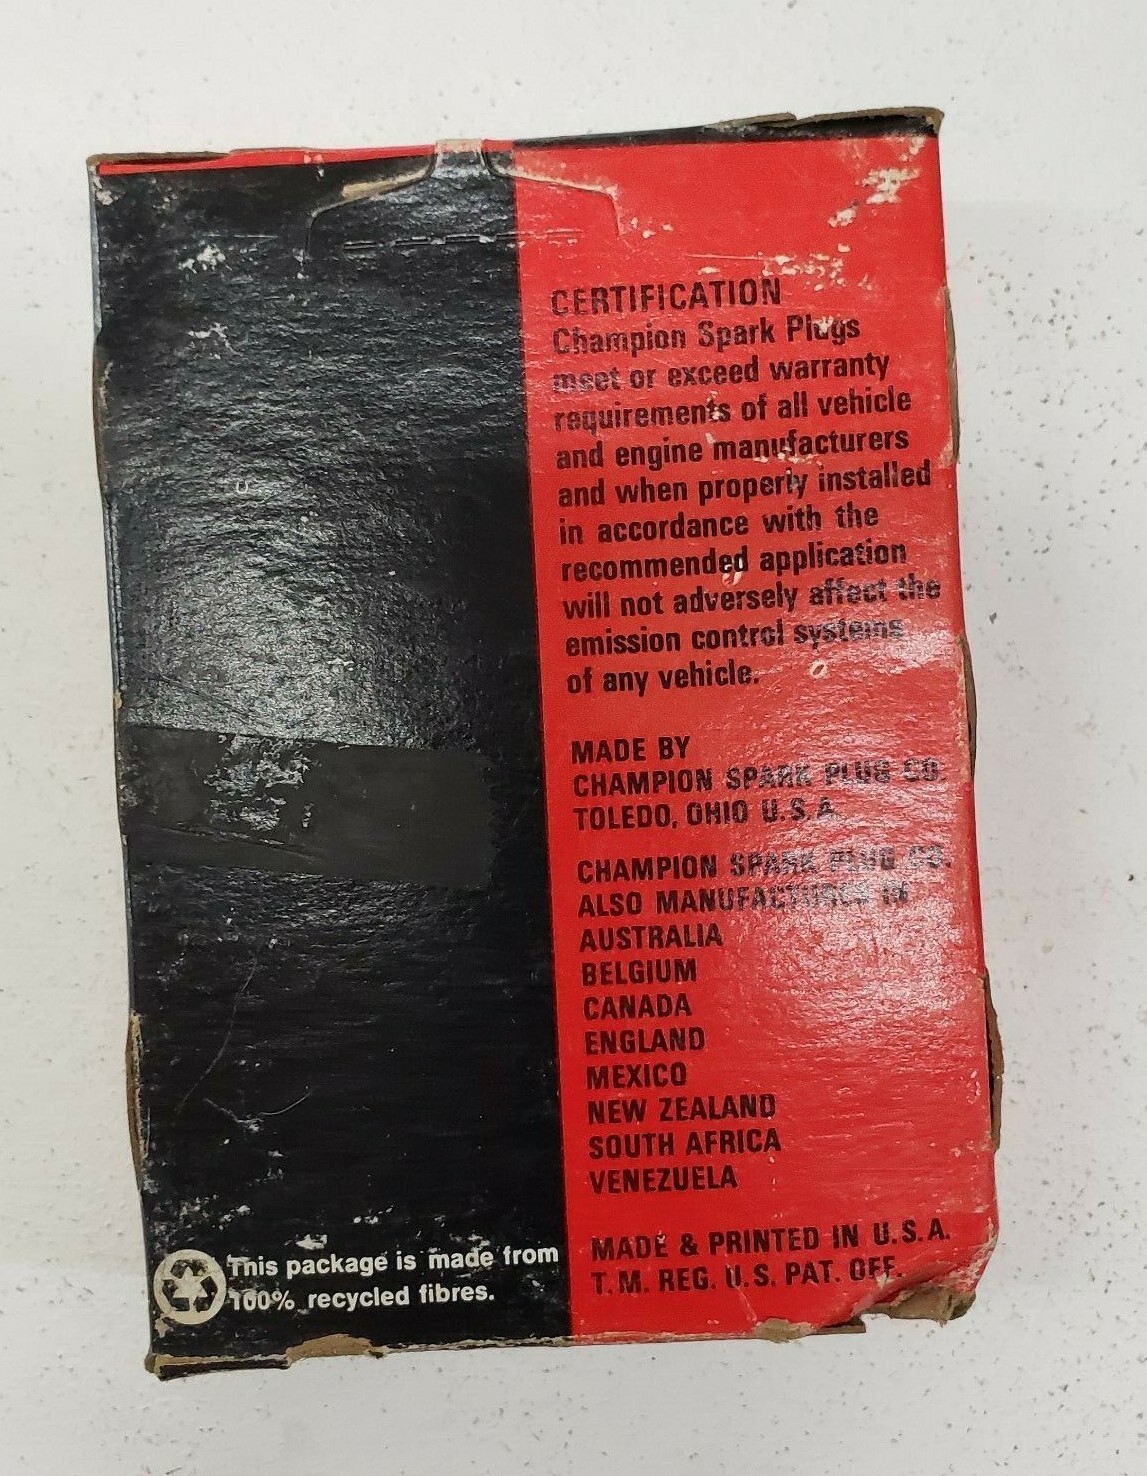 CERTIFICATION
Champion Spark Plugs
meet or exceed warranty
requirements of all vehicle
and engine manufacturers
and when properly installed
in accordance with the
recommended application
will not adversely affect the
emission control systems
of any vehicle.
MADE BY
CHAMPION SPARK PLUG CO.
TOLEDO, OHIO U.S.A.
CHAMPION SPARK PLUG CO.
ALSO MANUFACTURES IN
AUSTRALIA
BELGIUM
CANADA
ENGLAND
MEXICO
NEW ZEALAND
SOUTH AFRICA
VENEZUELA
MADE & PRINTED IN U.S.A.
T.M. REG. U.S. PAT. OFF.
This package is made from
100% recycled fibres.